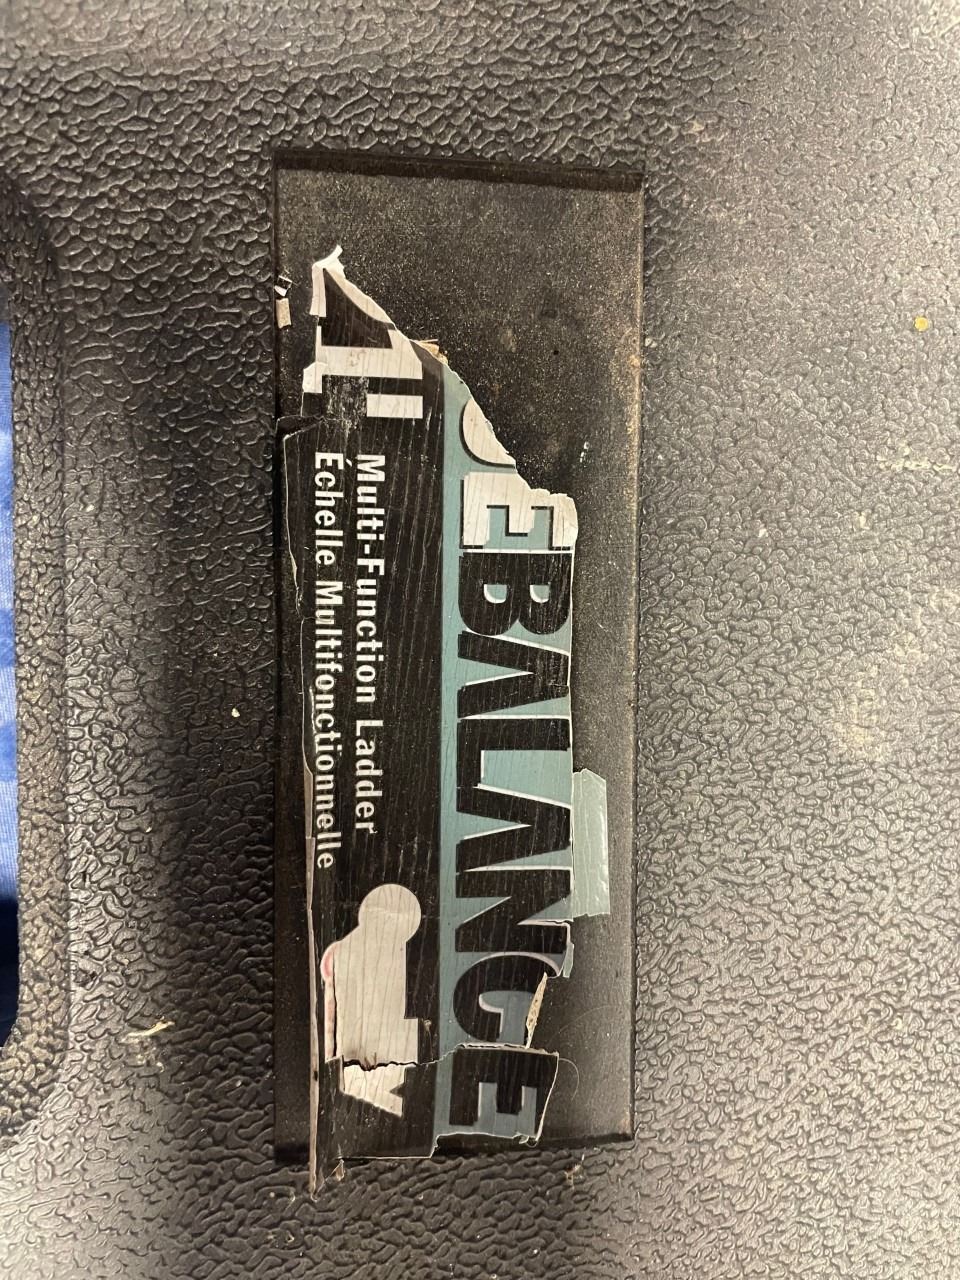 BALANCE
Multi-Function Ladder
Échelle Multifonctionnelle